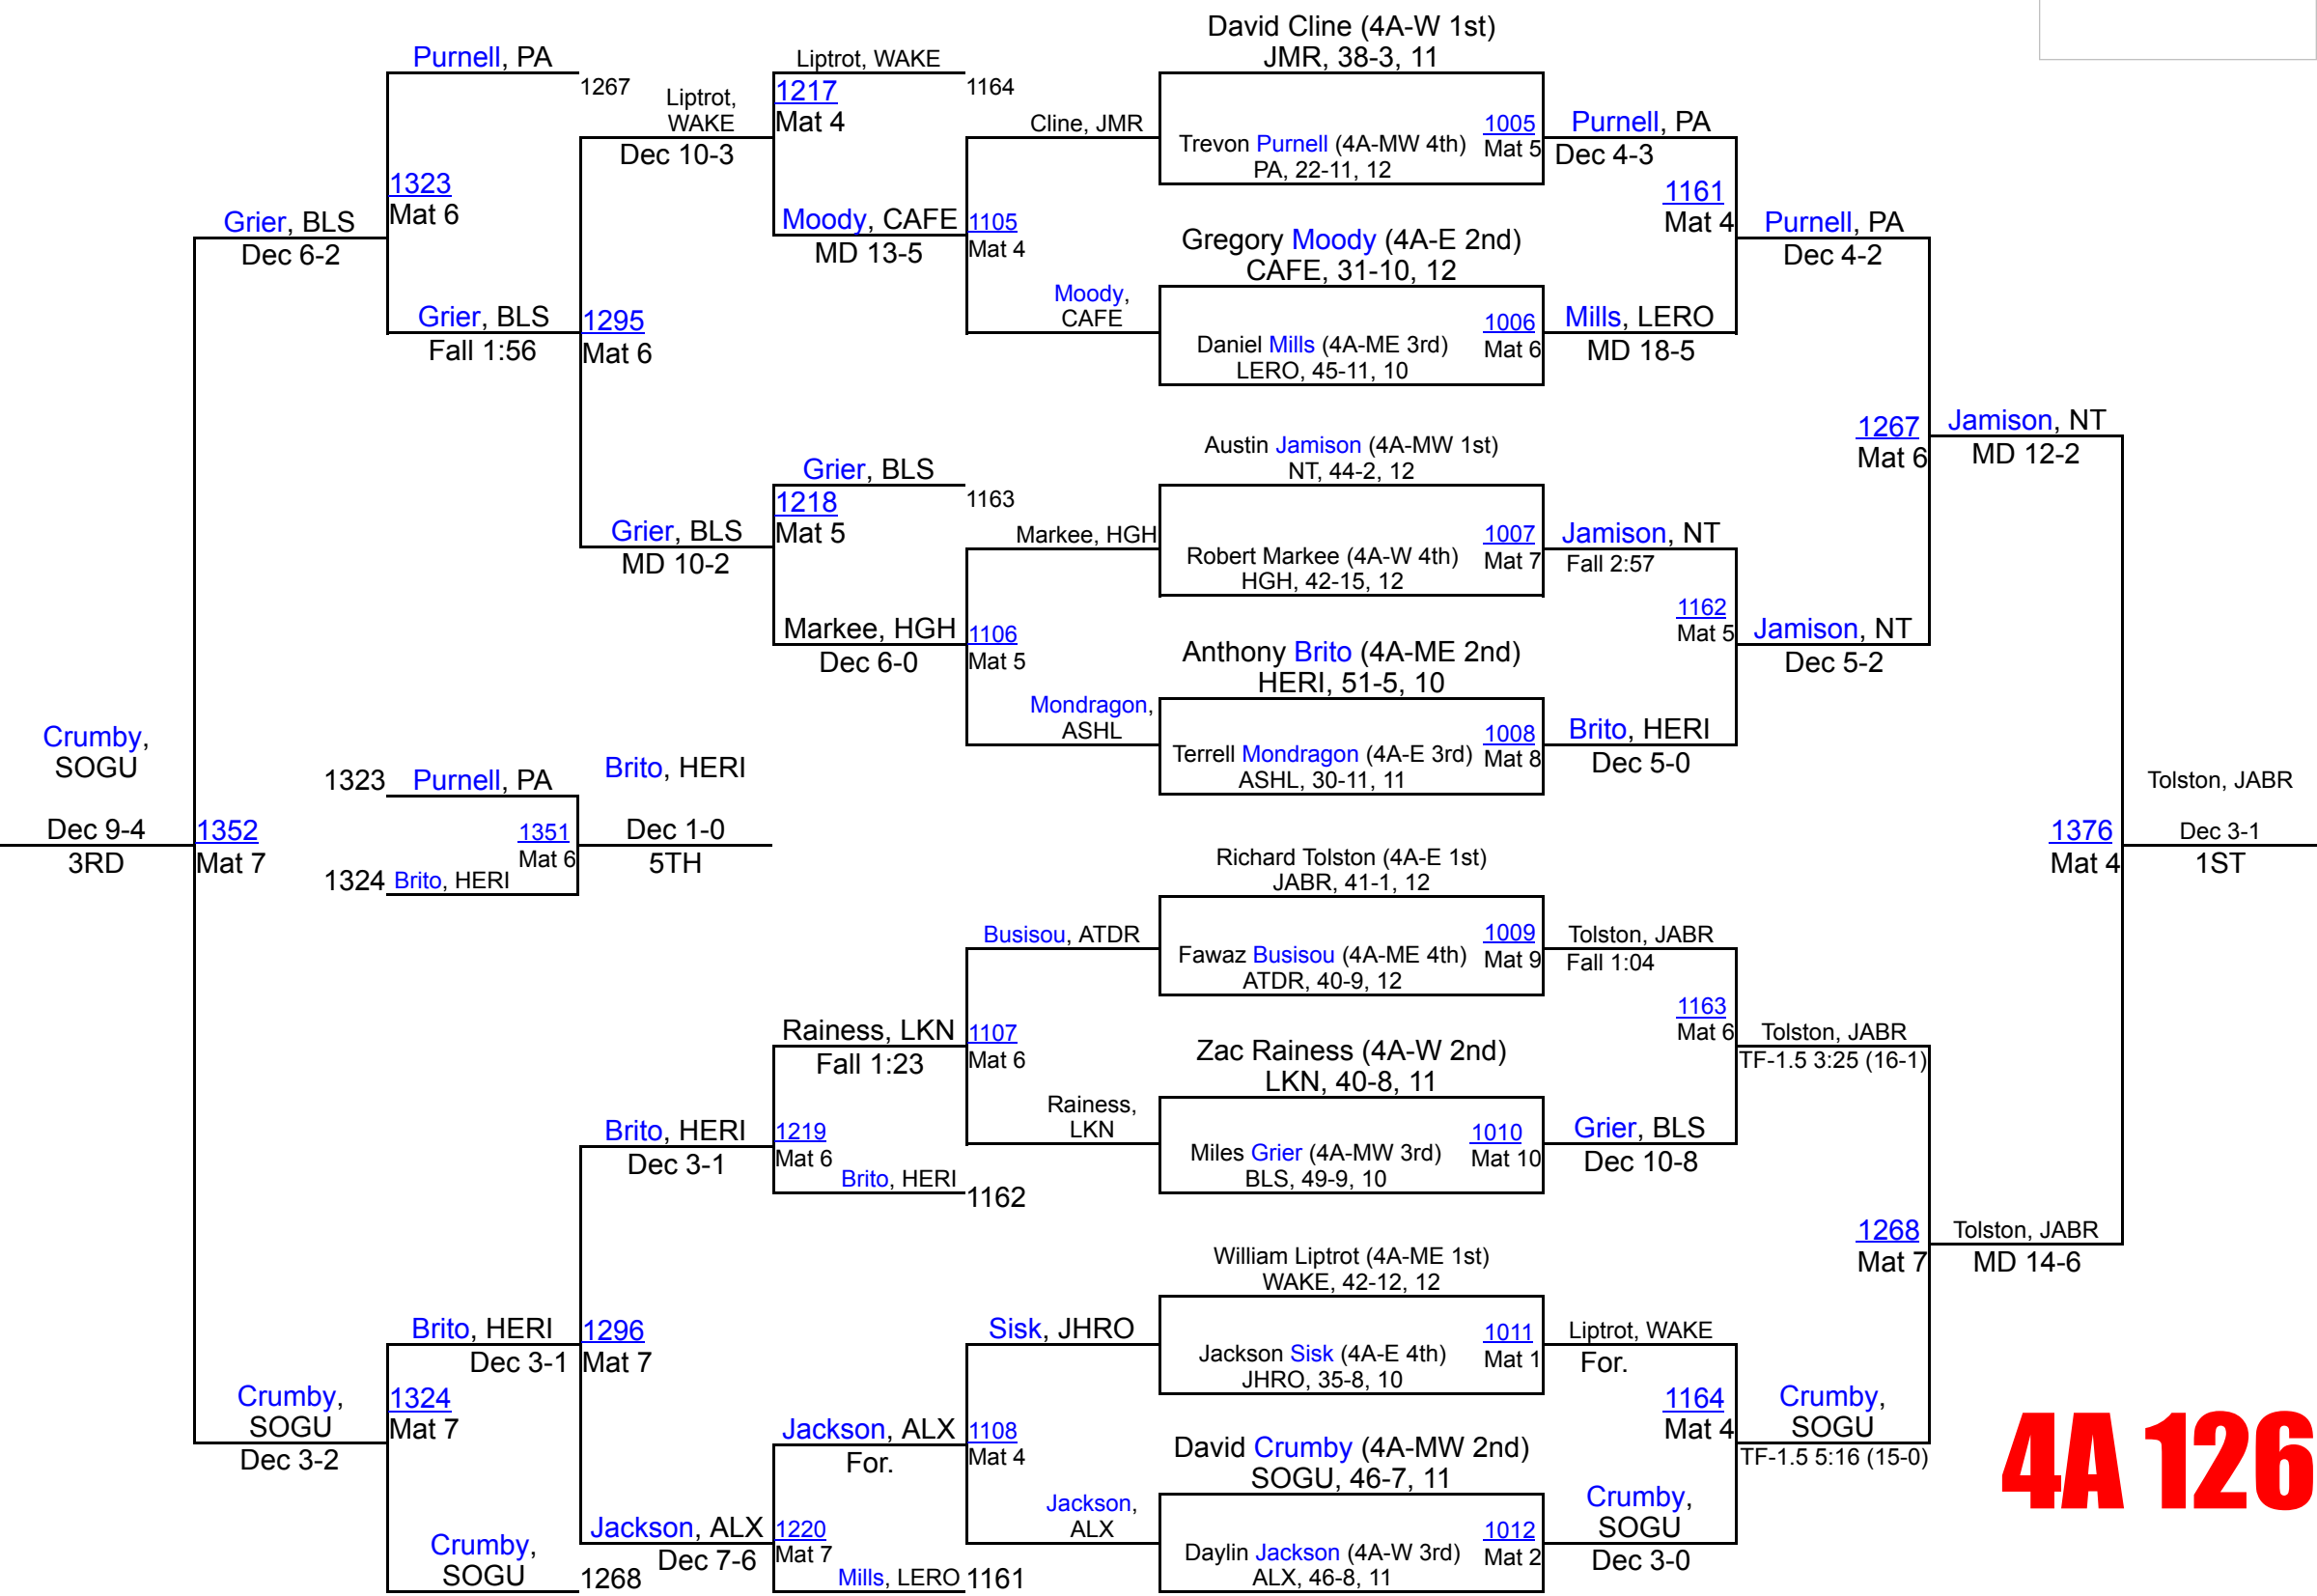 David Cline (4A-W 1st)
JMR, 38-3, 11
Trevon Purnell (4A-MW 4th)
PA, 22-11, 12
1005
Mat 5
Gregory Moody (4A-E 2nd)
CAFE, 31-10, 12
Daniel Mills (4A-ME 3rd)
LERO, 45-11, 10
1006
Mat 6
Austin Jamison (4A-MW 1st)
NT, 44-2, 12
Robert Markee (4A-W 4th)
HGH, 42-15, 12
1007
Mat 7
Anthony Brito (4A-ME 2nd)
HERI, 51-5, 10
Terrell Mondragon (4A-E 3rd)
ASHL, 30-11, 11
1008
Mat 8
Richard Tolston (4A-E 1st)
JABR, 41-1, 12
Fawaz Busisou (4A-ME 4th)
ATDR, 40-9, 12
1009
Mat 9
Zac Rainess (4A-W 2nd)
LKN, 40-8, 11
Miles Grier (4A-MW 3rd)
BLS, 49-9, 10
1010
Mat 10
William Liptrot (4A-ME 1st)
WAKE, 42-12, 12
Jackson Sisk (4A-E 4th)
JHRO, 35-8, 10
1011
Mat 1
David Crumby (4A-MW 2nd)
SOGU, 46-7, 11
Daylin Jackson (4A-W 3rd)
ALX, 46-8, 11
1012
Mat 2
Purnell, PA
Dec 4-3
1161
Mat 4
Mills, LERO
MD 18-5
Jamison, NT
Fall 2:57
1162
Mat 5
Brito, HERI
Dec 5-0
Tolston, JABR
Fall 1:04
1163
Mat 6
Grier, BLS
Dec 10-8
Liptrot, WAKE
For.
1164
Mat 4
Crumby,
SOGU
Dec 3-0
Purnell, PA
Dec 4-2
1267
Mat 6
Jamison, NT
Dec 5-2
Tolston, JABR
TF-1.5 3:25 (16-1)
1268
Mat 7
Crumby,
SOGU
TF-1.5 5:16 (15-0)
Jamison, NT
MD 12-2
1376
Mat 4
Tolston, JABR
MD 14-6
Tolston, JABR
Dec 3-1
1ST
Cline, JMR
1105
Mat 4
Moody,
CAFE
Markee, HGH
1106
Mat 5
Mondragon,
ASHL
Busisou, ATDR
1107
Mat 6
Rainess,
LKN
Sisk, JHRO
1108
Mat 4
Jackson,
ALX
Liptrot, WAKE
1164
1217
Mat 4
Moody, CAFE
MD 13-5
Grier, BLS
1163
1218
Mat 5
Markee, HGH
Dec 6-0
Rainess, LKN
Fall 1:23
1219
Mat 6
Brito, HERI
1162
Jackson, ALX
For.
1220
Mat 7
Mills, LERO
1161
Liptrot,
WAKE
Dec 10-3
1295
Mat 6
Grier, BLS
MD 10-2
Brito, HERI
Dec 3-1
1296
Mat 7
Jackson, ALX
Dec 7-6
Purnell, PA
1267
1323
Mat 6
Grier, BLS
Fall 1:56
Brito, HERI
Dec 3-1
1324
Mat 7
Crumby,
SOGU
1268
Grier, BLS
Dec 6-2
1352
Mat 7
Crumby,
SOGU
Dec 3-2
Crumby,
SOGU
Dec 9-4
3RD
1323
Purnell, PA
1351
Mat 6
1324
Brito, HERI
Brito, HERI
Dec 1-0
5TH
4A 126